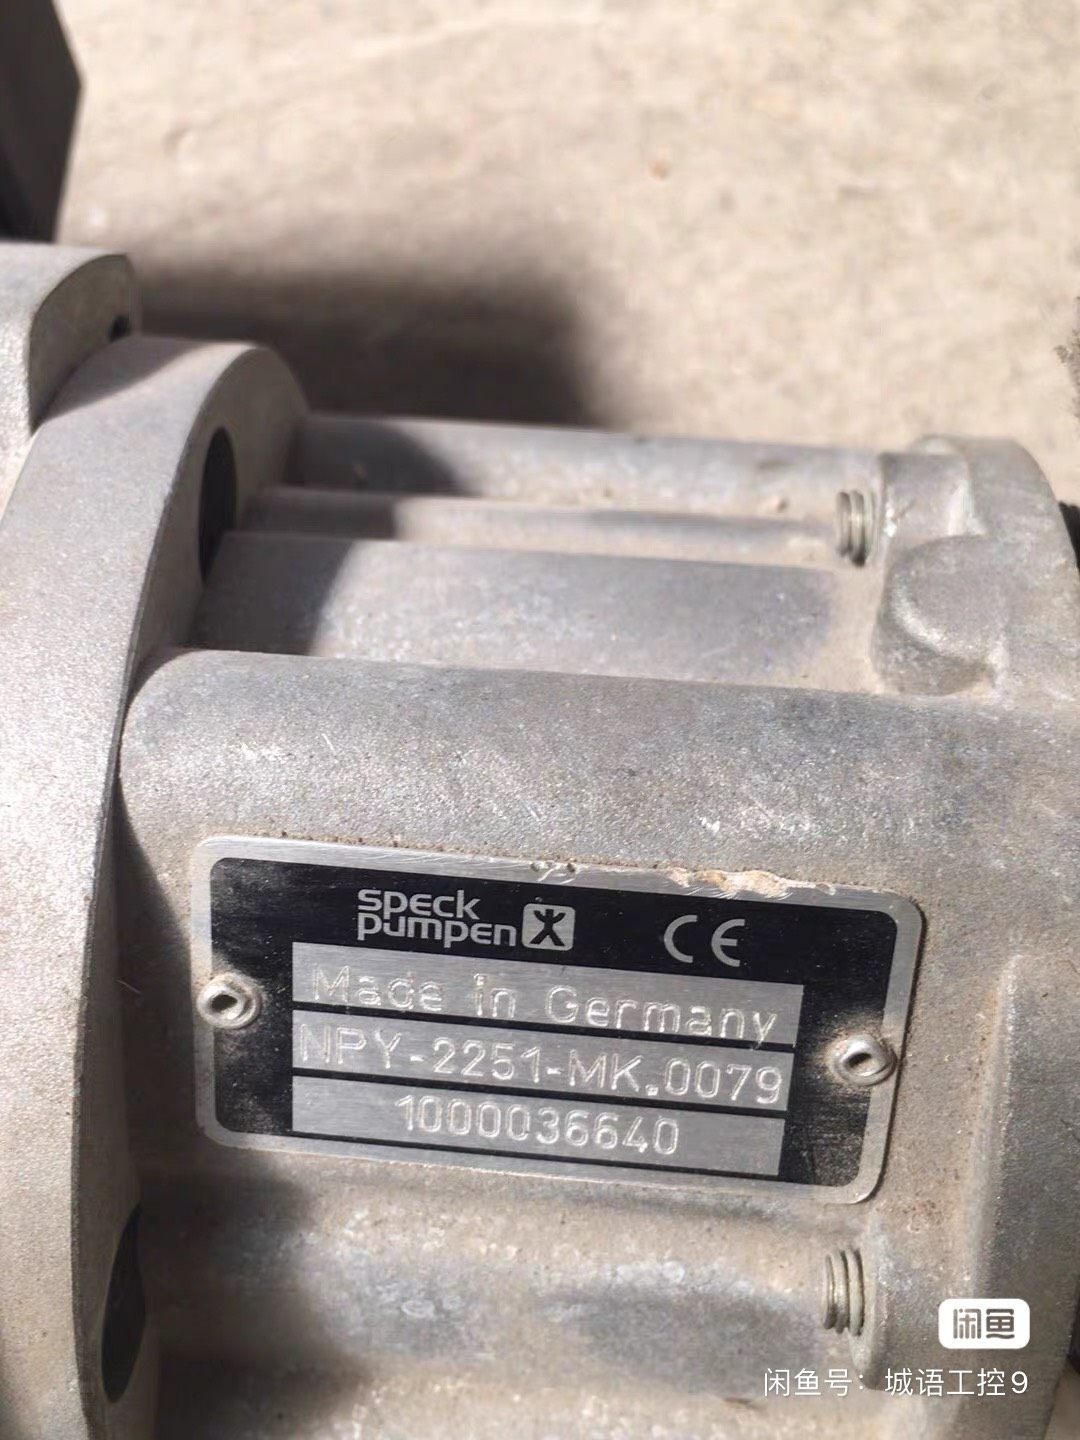 speck
pumpen
CE
Made in Germany
NPY-2251-MK.0079
1000036640
闲鱼
闲鱼号：城语工控9